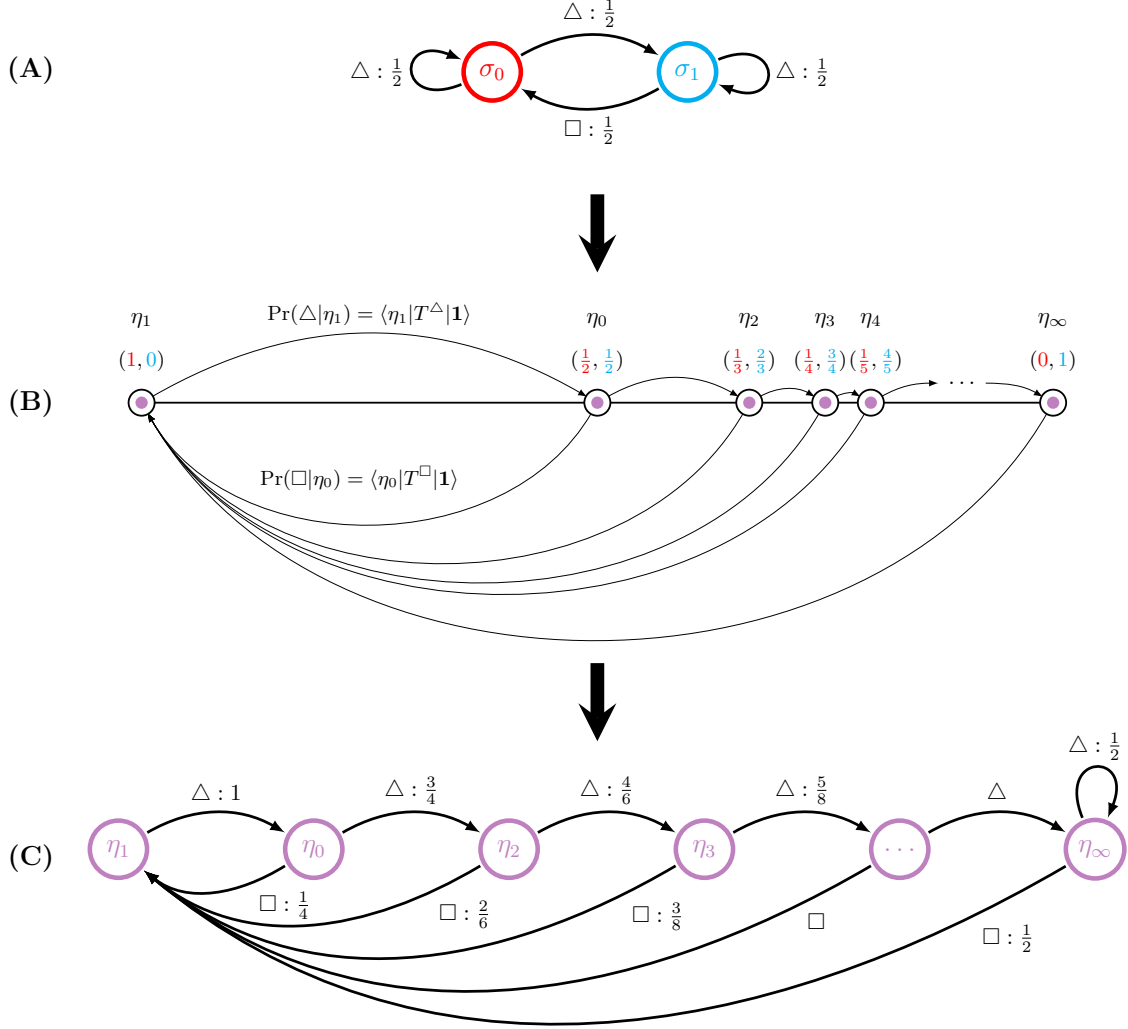 △ : 1/2
(A)
△ : 1/2
σ₀
σ₁
△ : 1/2
□ : 1/2
η₁
Pr(△|η₁) = ⟨η₁|T^△|𝟏⟩
η₀
η₂
η₃
η₄
η∞
(1, 0)
(1/2, 1/2)
(1/3, 2/3)
(1/4, 3/4)
(1/5, 4/5)
(0, 1)
(B)
···
Pr(□|η₀) = ⟨η₀|T^□|𝟏⟩
△ : 1/2
△ : 1
△ : 3/4
△ : 4/6
△ : 5/8
△
(C)
η₁
η₀
η₂
η₃
···
η∞
□ : 1/4
□ : 2/6
□ : 3/8
□
□ : 1/2